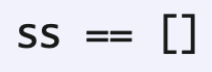 ss == []